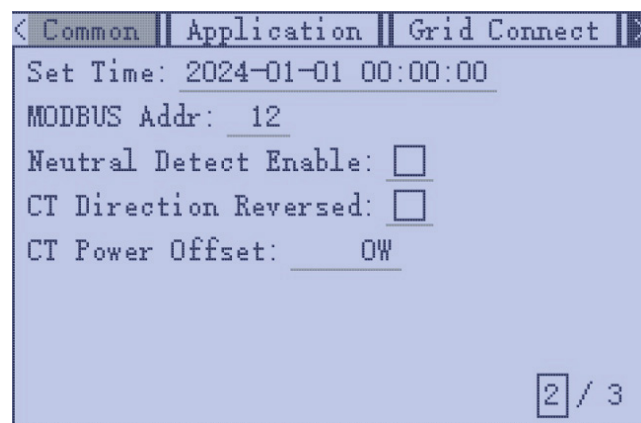 < Common Application Grid Connect >
Set Time: 2024-01-01 00:00:00
MODBUS Addr: 12
Neutral Detect Enable:
CT Direction Reversed:
CT Power Offset: 0W
2 / 3